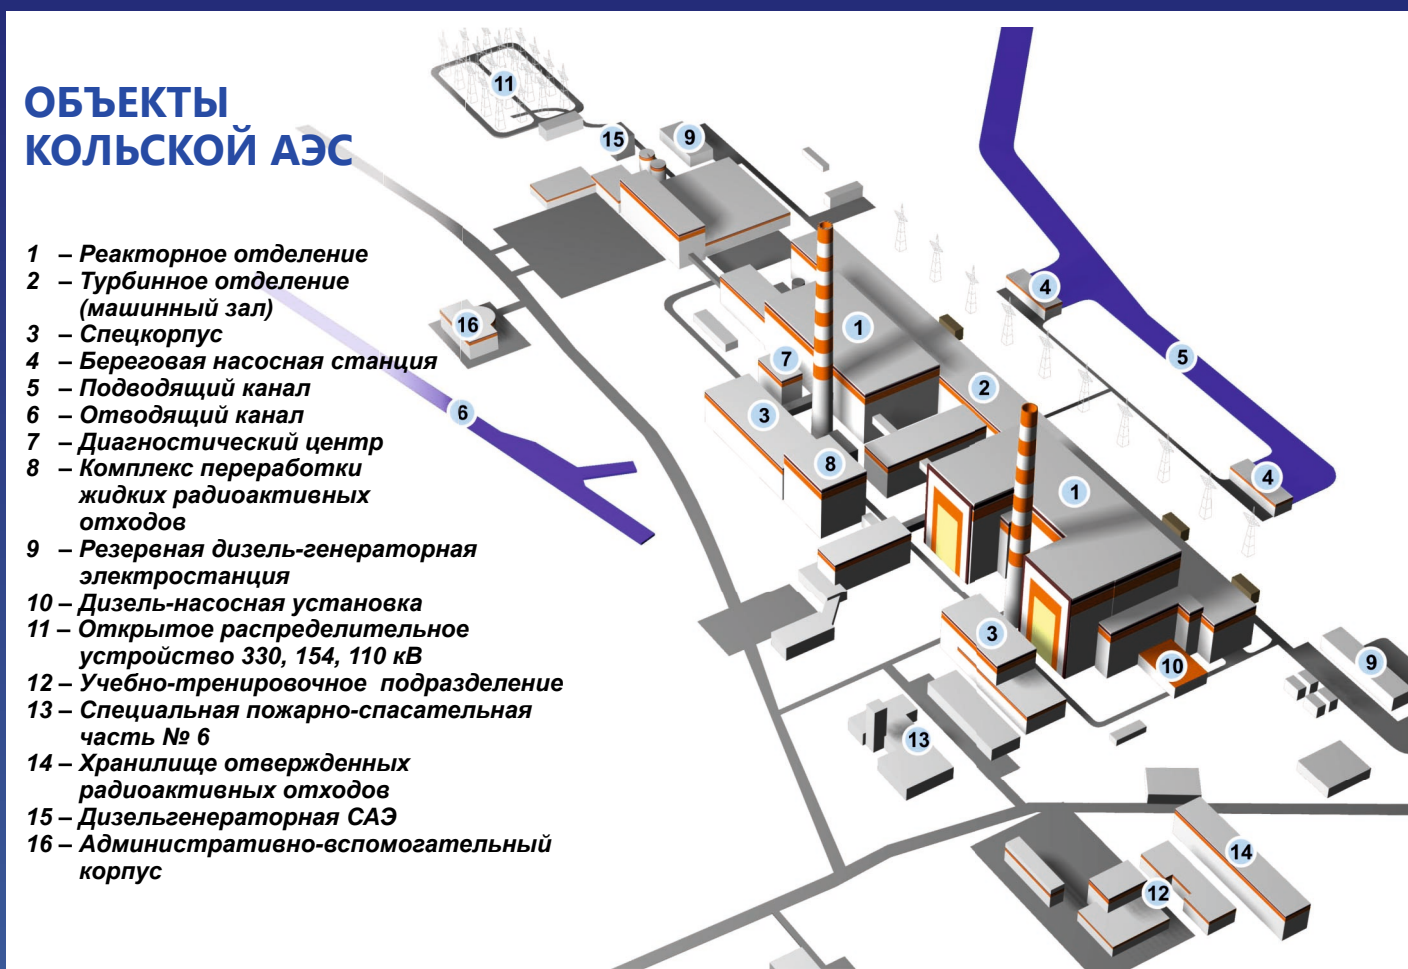 ОБЪЕКТЫ
КОЛЬСКОЙ АЭС
1 – Реакторное отделение
2 – Турбинное отделение
(машинный зал)
3 – Спецкорпус
4 – Береговая насосная станция
5 – Подводящий канал
6 – Отводящий канал
7 – Диагностический центр
8 – Комплекс переработки
жидких радиоактивных
отходов
9 – Резервная дизель-генераторная
электростанция
10 – Дизель-насосная установка
11 – Открытое распределительное
устройство 330, 154, 110 кВ
12 – Учебно-тренировочное подразделение
13 – Специальная пожарно-спасательная
часть № 6
14 – Хранилище отвержденных
радиоактивных отходов
15 – Дизельгенераторная САЭ
16 – Административно-вспомогательный
корпус
11
15
9
4
16
1
7
5
2
6
3
8
4
1
3
9
10
13
14
12